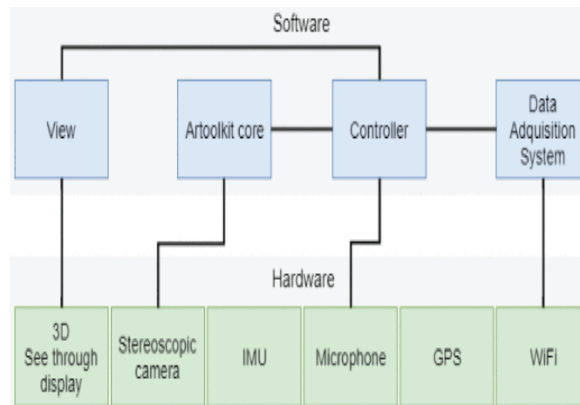 Software
View
Artoolkit core
Controller
Data
Adquisition
System
Hardware
3D
See through
display
Stereoscopic
camera
IMU
Microphone
GPS
WiFi